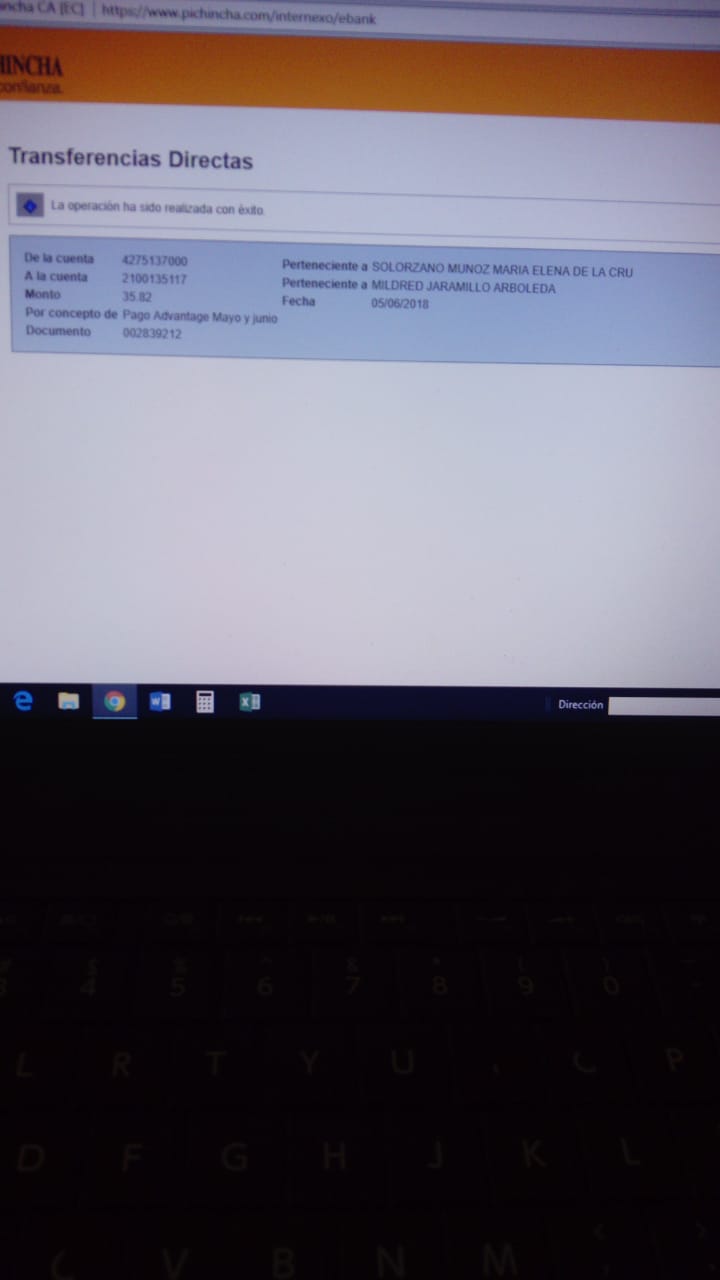 incha CA [EC] | https://www.pichincha.com/internexo/ebank
HINCHA
confianza.
Transferencias Directas
La operación ha sido realizada con éxito
De la cuenta 4275137000 Perteneciente a SOLORZANO MUNOZ MARIA ELENA DE LA CRU
A la cuenta 2100135117 Perteneciente a MILDRED JARAMILLO ARBOLEDA
Monto 35.82 Fecha 05/06/2018
Por concepto de Pago Advantage Mayo y junio
Documento 002839212
Dirección
4 5 6 7 8 9 0
R T Y U P
D F G H J K L
V B N M